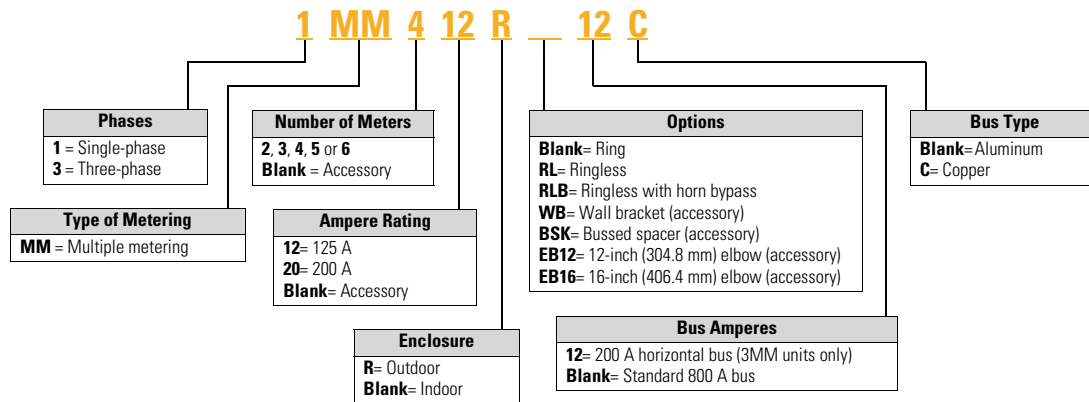 1 MM 4 12 R __ 12 C
Phases
1 = Single-phase
3 = Three-phase
Type of Metering
MM = Multiple metering
Number of Meters
2, 3, 4, 5 or 6
Blank = Accessory
Ampere Rating
12= 125 A
20= 200 A
Blank= Accessory
Enclosure
R= Outdoor
Blank= Indoor
Options
Blank= Ring
RL= Ringless
RLB= Ringless with horn bypass
WB= Wall bracket (accessory)
BSK= Bussed spacer (accessory)
EB12= 12-inch (304.8 mm) elbow (accessory)
EB16= 16-inch (406.4 mm) elbow (accessory)
Bus Amperes
12= 200 A horizontal bus (3MM units only)
Blank= Standard 800 A bus
Bus Type
Blank= Aluminum
C= Copper